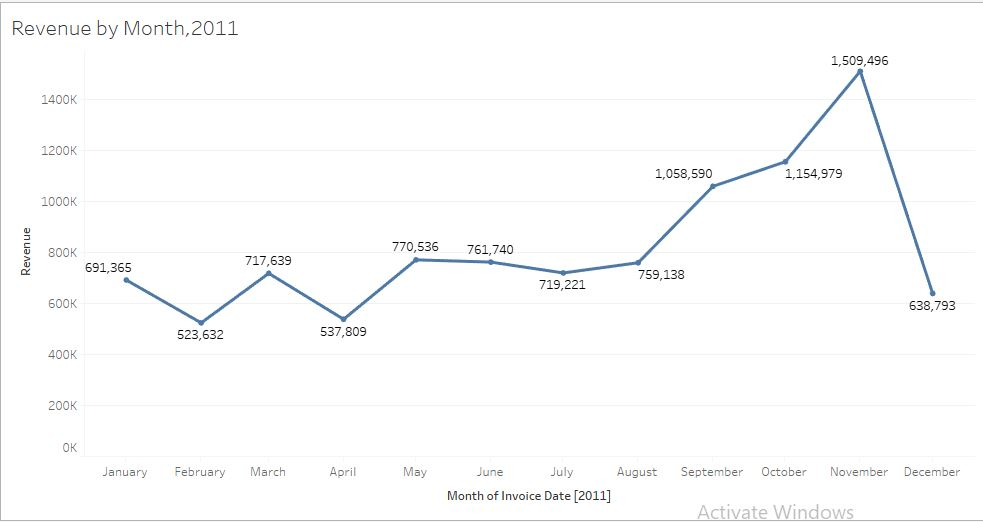 Revenue by Month,2011
1,509,496
1400K
1200K
1,058,590
1,154,979
1000K
Revenue
800K
770,536
761,740
691,365
717,639
719,221
759,138
600K
638,793
523,632
537,809
400K
200K
0K
January February March April May June July August September October November December
Month of Invoice Date [2011]
Activate Windows